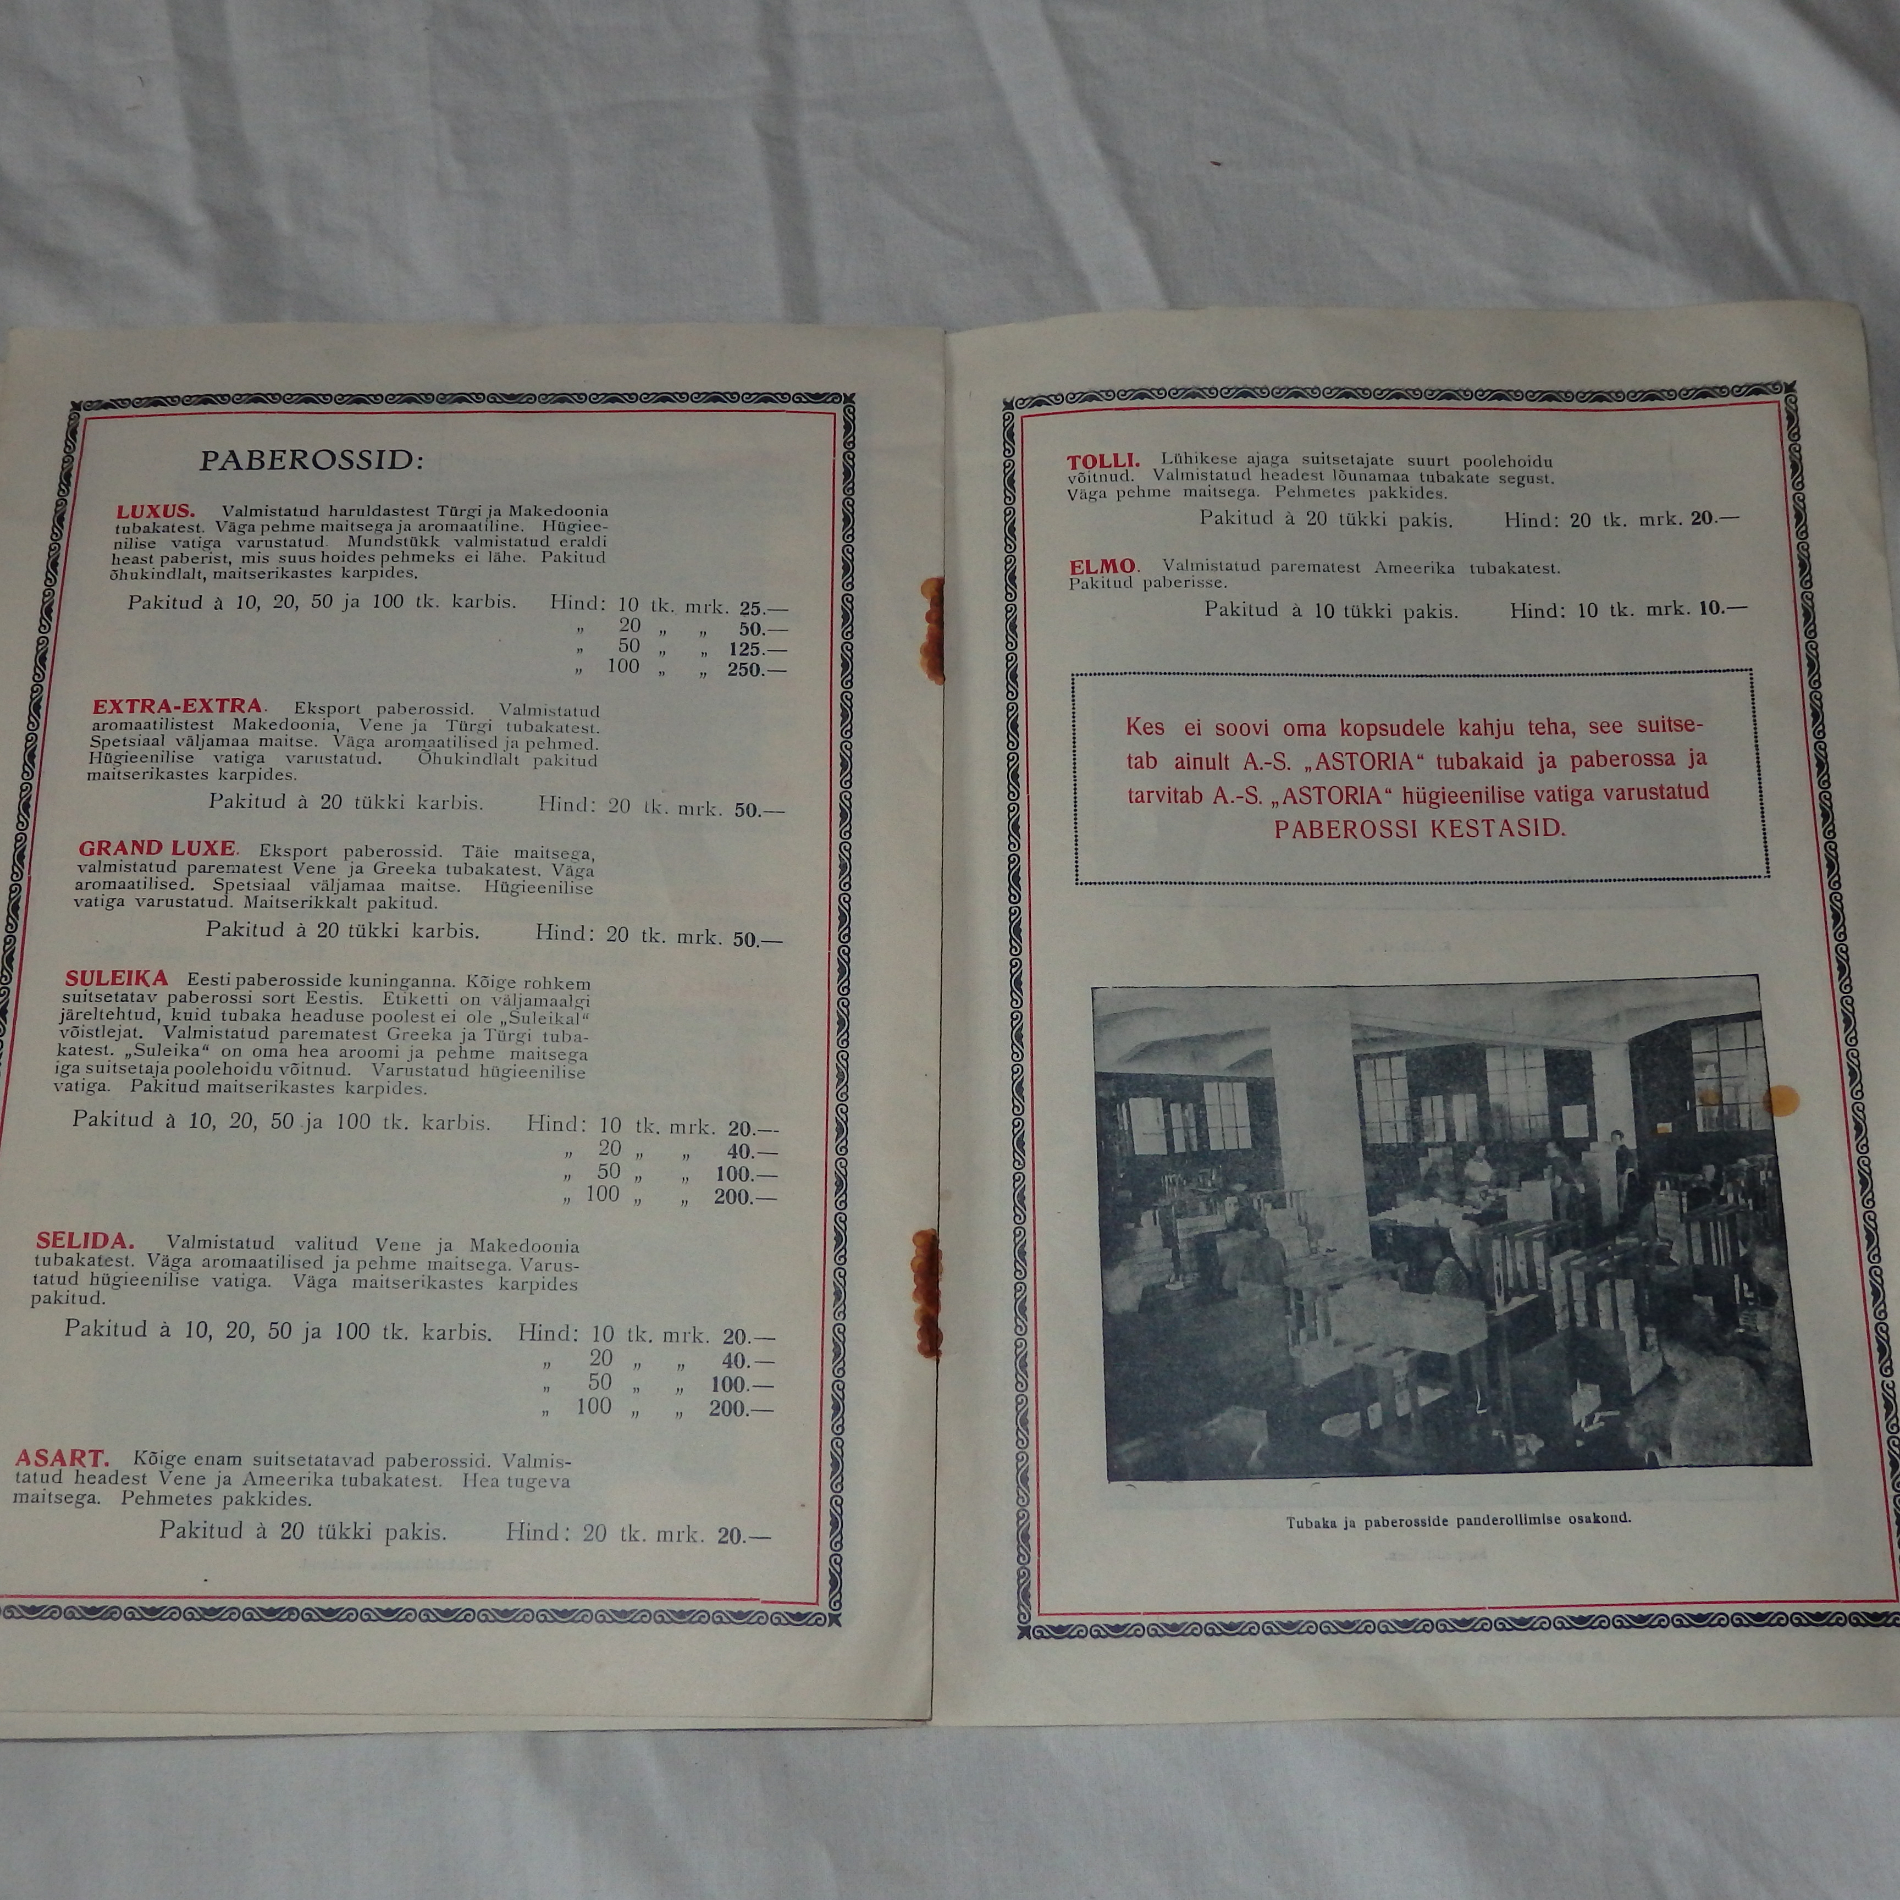 PABEROSSID:
LUXUS. Valmistatud haruldastest Türgi ja Makedoonia
tubakatest. Väga pehme maitsega ja aromaatiline. Hügiee-
nilise vatiga varustatud. Mundstükk valmistatud eraldi
heast paberist, mis suus hoides pehmeks ei lähe. Pakitud
õhukindlalt, maitserikastes karpides.
Pakitud à 10, 20, 50 ja 100 tk. karbis. Hind: 10 tk. mrk. 25.—
„ 20 „ „ 50.—
„ 50 „ „ 125.—
„ 100 „ „ 250.—
EXTRA-EXTRA. Eksport paberossid. Valmistatud
aromaatilistest Makedoonia, Vene ja Türgi tubakatest.
Spetsiaal väljamaa maitse. Väga aromaatilised ja pehmed.
Hügieenilise vatiga varustatud. Õhukindlalt pakitud
maitserikastes karpides.
Pakitud à 20 tükki karbis. Hind: 20 tk. mrk. 50.—
GRAND LUXE. Eksport paberossid. Täie maitsega,
valmistatud parematest Vene ja Greeka tubakatest. Väga
aromaatilised. Spetsiaal väljamaa maitse. Hügieenilise
vatiga varustatud. Maitserikkalt pakitud.
Pakitud à 20 tükki karbis. Hind: 20 tk. mrk. 50.—
SULEIKA Eesti paberosside kuninganna. Kõige rohkem
suitsetatav paberossi sort Eestis. Etiketti on väljamaalgi
järeltehtud, kuid tubaka headuse poolest ei ole „Suleikal“
võistlejat. Valmistatud parematest Greeka ja Türgi tuba-
katest. „Suleika“ on oma hea aroomi ja pehme maitsega
iga suitsetaja poolehoidu võitnud. Varustatud hügieenilise
vatiga. Pakitud maitserikastes karpides.
Pakitud à 10, 20, 50 ja 100 tk. karbis. Hind: 10 tk. mrk. 20.—
„ 20 „ „ 40.—
„ 50 „ „ 100.—
„ 100 „ „ 200.—
SELIDA. Valmistatud valitud Vene ja Makedoonia
tubakatest. Väga aromaatilised ja pehme maitsega. Varus-
tatud hügieenilise vatiga. Väga maitserikastes karpides
pakitud.
Pakitud à 10, 20, 50 ja 100 tk. karbis. Hind: 10 tk. mrk. 20.—
„ 20 „ „ 40.—
„ 50 „ „ 100.—
„ 100 „ „ 200.—
ASART. Kõige enam suitsetatavad paberossid. Valmis-
tatud headest Vene ja Ameerika tubakatest. Hea tugeva
maitsega. Pehmetes pakkides.
Pakitud à 20 tükki pakis. Hind: 20 tk. mrk. 20.—
TOLLI. Lühikese ajaga suitsetajate suurt poolehoidu
võitnud. Valmistatud headest lõunamaa tubakate segust.
Väga pehme maitsega. Pehmetes pakkides.
Pakitud à 20 tükki pakis. Hind: 20 tk. mrk. 20.—
ELMO. Valmistatud parematest Ameerika tubakatest.
Pakitud paberisse.
Pakitud à 10 tükki pakis. Hind: 10 tk. mrk. 10.—
Kes ei soovi oma kopsudele kahju teha, see suitse-
tab ainult A.-S. „ASTORIA“ tubakaid ja paberossa ja
tarvitab A.-S. „ASTORIA“ hügieenilise vatiga varustatud
PABEROSSI KESTASID.
Tubaka ja paberosside panderollimise osakond.